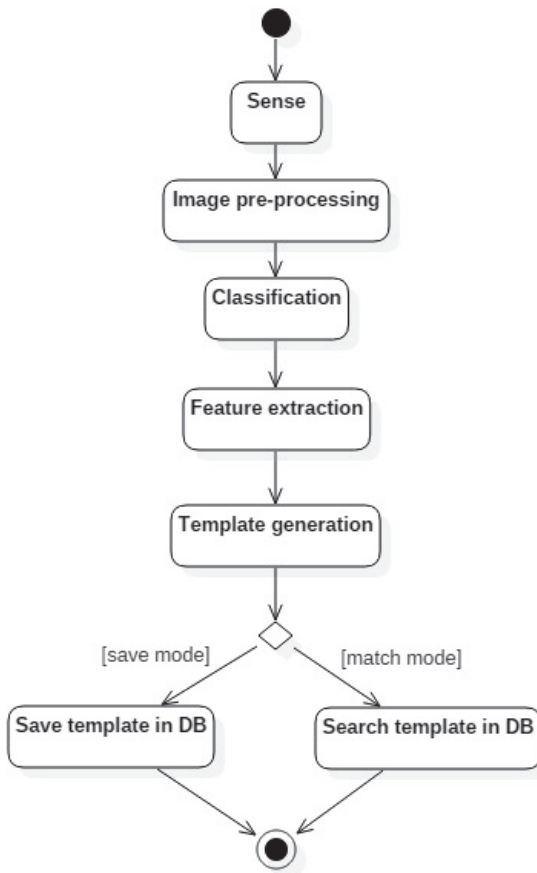 Sense
Image pre-processing
Classification
Feature extraction
Template generation
[save mode]
[match mode]
Save template in DB
Search template in DB